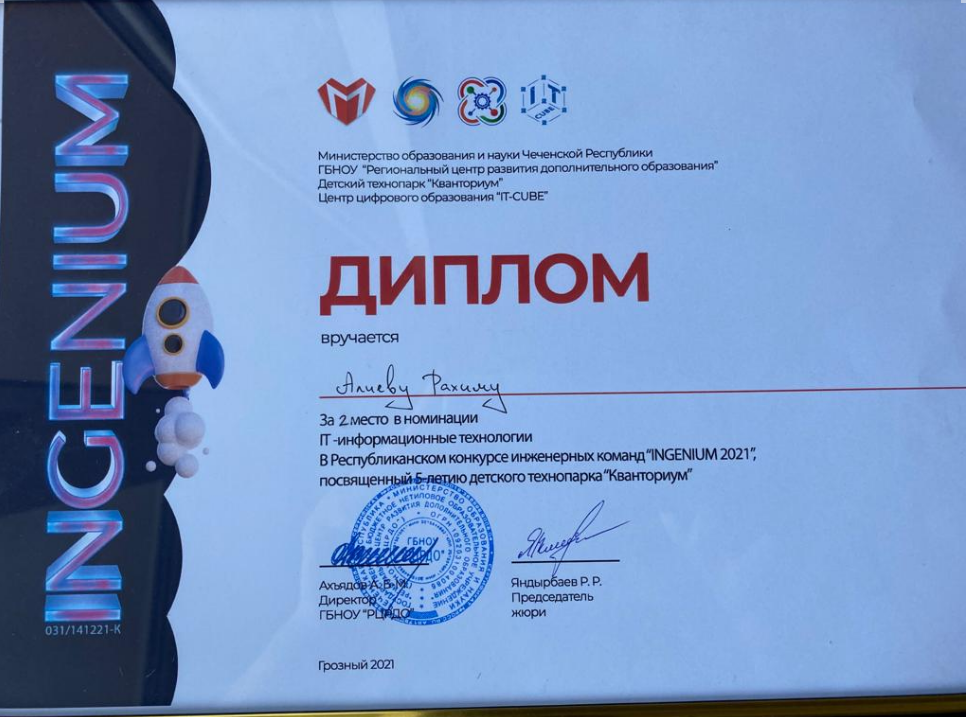 INGENIUM
031/141221-К
I.T
CUBE
Министерство образования и науки Чеченской Республики
ГБНОУ "Региональный центр развития дополнительного образования"
Детский технопарк "Кванториум"
Центр цифрового образования "IT-CUBE"
ДИПЛОМ
вручается
Алиеву Рахиму
За 2 место в номинации
IT -информационные технологии
В Республиканском конкурсе инженерных команд "INGENIUM 2021",
посвященный 5-летию детского технопарка "Кванториум"
Ахъядов А. Б-М.
Директор
ГБНОУ "РЦРДО"
Яндырбаев Р. Р.
Председатель
жюри
Грозный 2021